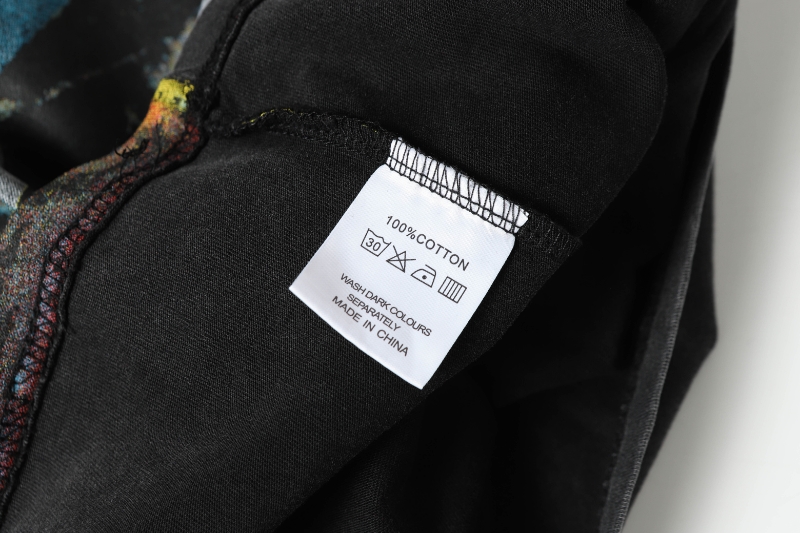 100%COTTON
30
WASH DARK COLOURS
SEPARATELY
MADE IN CHINA